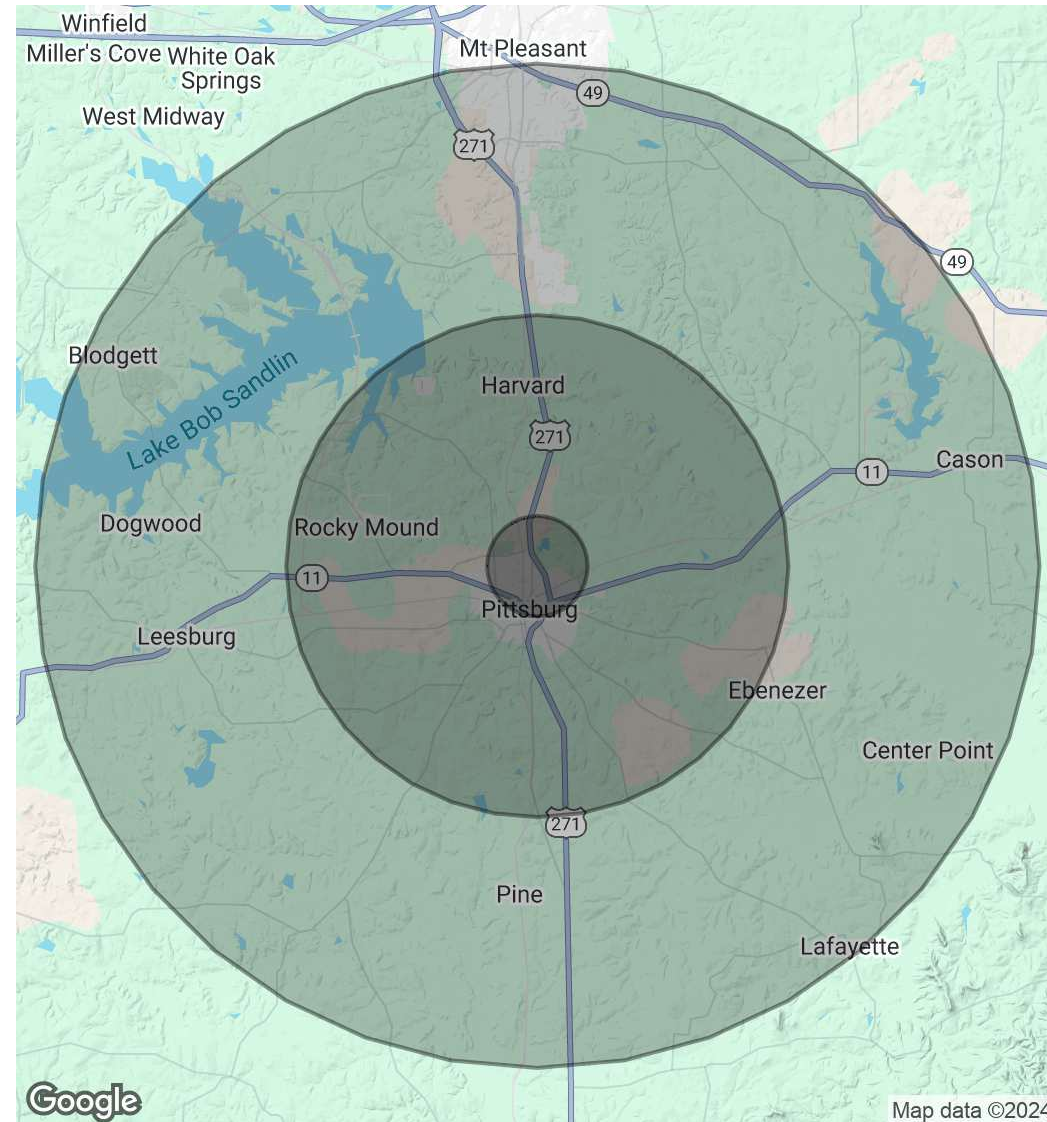 Winfield
Miller's Cove
White Oak
Springs
Mt Pleasant
49
West Midway
271
49
Blodgett
Lake Bob Sandlin
Harvard
271
Cason
11
Dogwood
Rocky Mound
11
Pittsburg
Leesburg
Ebenezer
Center Point
271
Pine
Lafayette
Google
Map data ©2024